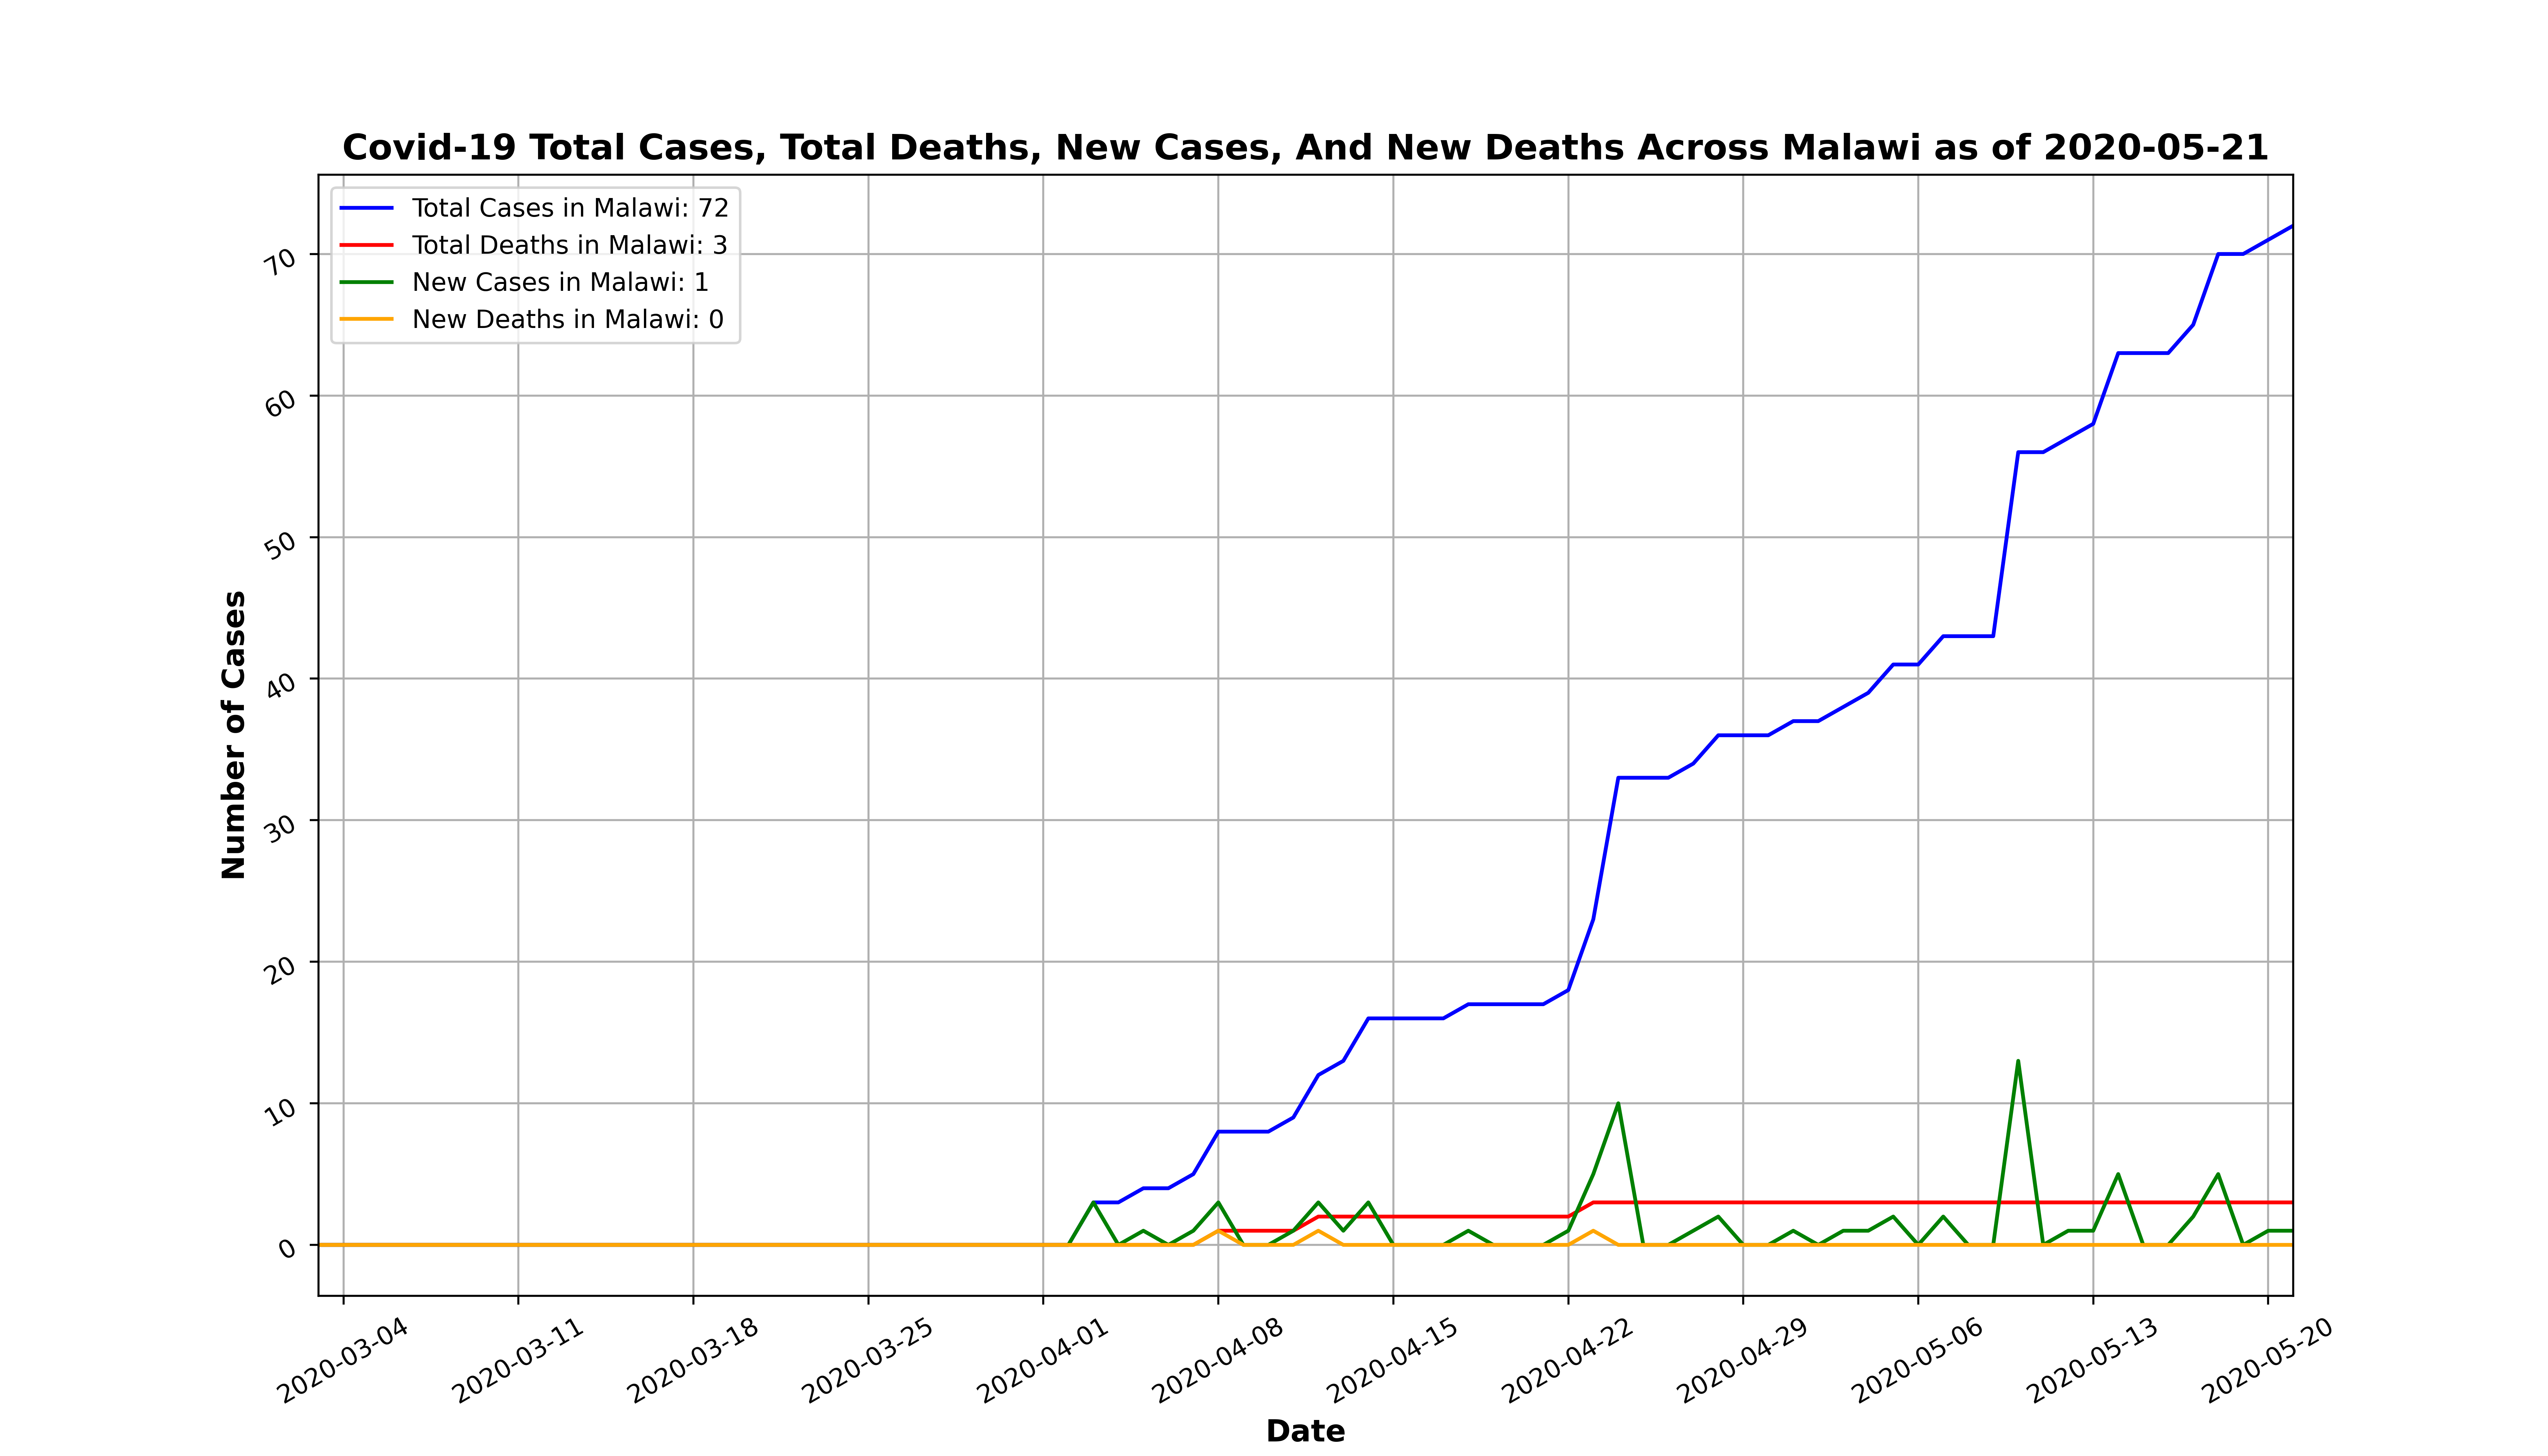 Covid-19 Total Cases, Total Deaths, New Cases, And New Deaths Across Malawi as of 2020-05-21
Total Cases in Malawi: 72
Total Deaths in Malawi: 3
New Cases in Malawi: 1
New Deaths in Malawi: 0
Number of Cases
70
60
50
40
30
20
10
0
2020-03-04
2020-03-11
2020-03-18
2020-03-25
2020-04-01
2020-04-08
2020-04-15
2020-04-22
2020-04-29
2020-05-06
2020-05-13
2020-05-20
Date